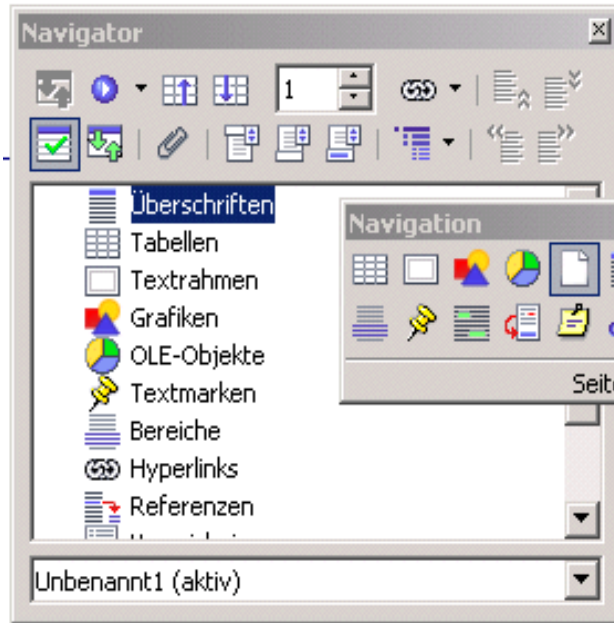 Navigator
1
Überschriften
Navigation
Tabellen
Textrahmen
Grafiken
OLE-Objekte
Seite
Textmarken
Bereiche
Hyperlinks
Referenzen
Unbenannt1 (aktiv)